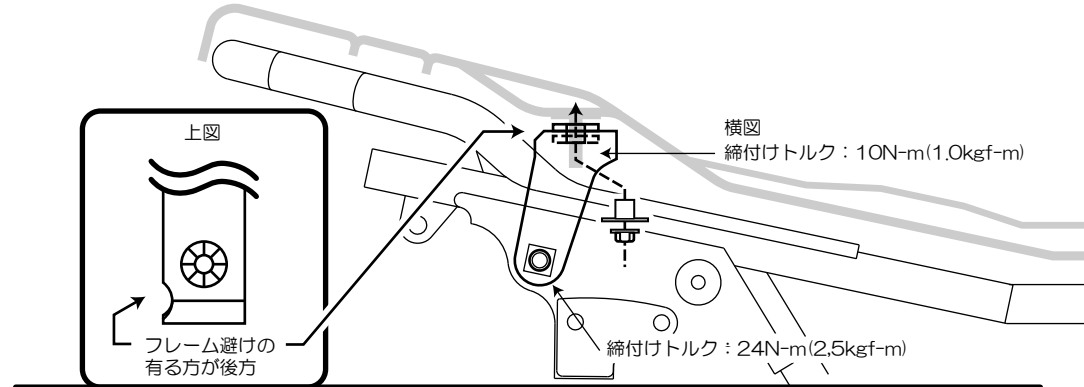 上図
フレーム避けの
有る方が後方
横図
締付けトルク：10N-m(1.0kgf-m)
締付けトルク：24N-m(2,5kgf-m)